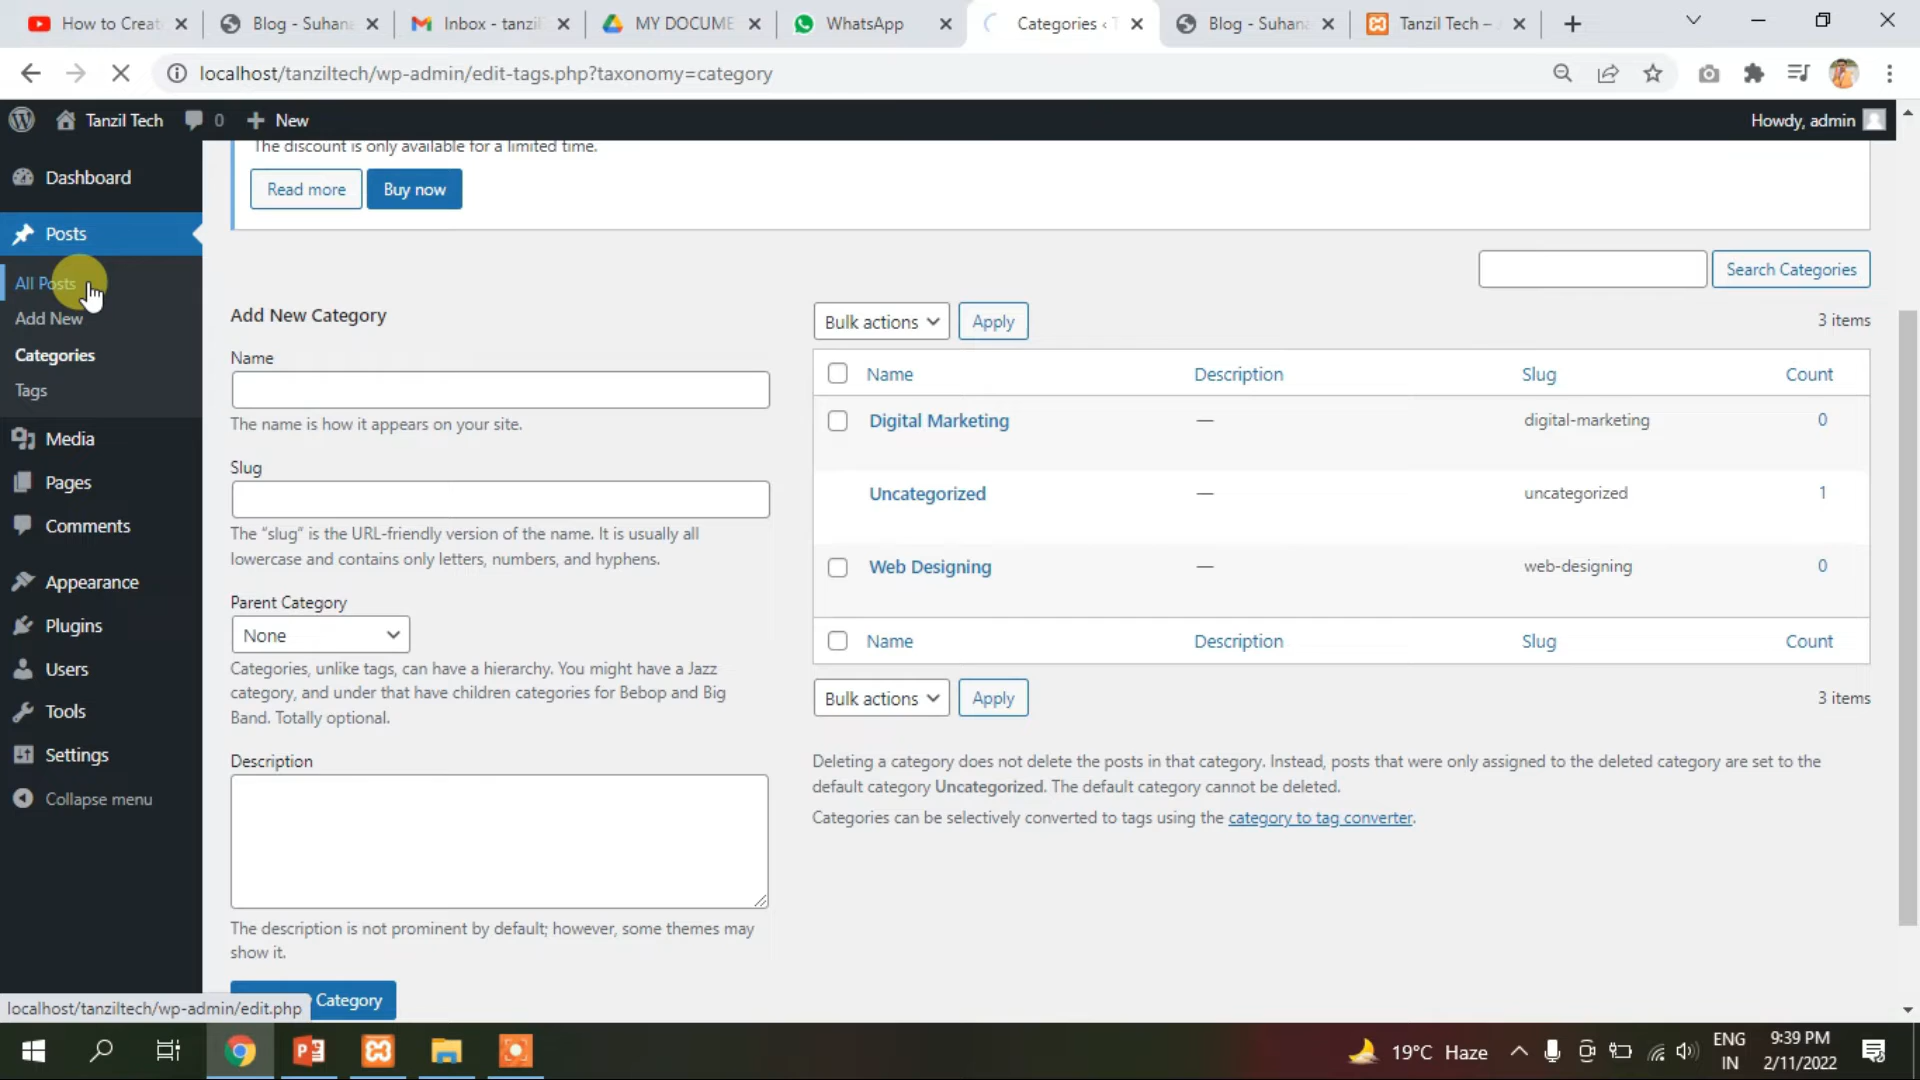 How to Creat
Blog - Suhana
Inbox - tanzil
MY DOCUME
WhatsApp
Categories ‹ T
Blog - Suhana
Tanzil Tech –
localhost/tanziltech/wp-admin/edit-tags.php?taxonomy=category
Tanzil Tech
0
New
Howdy, admin
Dashboard
Posts
All Posts
Add New
Categories
Tags
Media
Pages
Comments
Appearance
Plugins
Users
Tools
Settings
Collapse menu
The discount is only available for a limited time.
Read more
Buy now
Search Categories
Add New Category
Name
The name is how it appears on your site.
Slug
The “slug” is the URL-friendly version of the name. It is usually all
lowercase and contains only letters, numbers, and hyphens.
Parent Category
None
Categories, unlike tags, can have a hierarchy. You might have a Jazz
category, and under that have children categories for Bebop and Big
Band. Totally optional.
Description
The description is not prominent by default; however, some themes may
show it.
Category
Bulk actions
Apply
3 items
Name Description Slug Count
Digital Marketing — digital-marketing 0
Uncategorized — uncategorized 1
Web Designing — web-designing 0
Name Description Slug Count
Bulk actions
Apply
3 items
Deleting a category does not delete the posts in that category. Instead, posts that were only assigned to the deleted category are set to the
default category Uncategorized. The default category cannot be deleted.
Categories can be selectively converted to tags using the category to tag converter.
localhost/tanziltech/wp-admin/edit.php
19°C Haze
ENG
IN
9:39 PM
2/11/2022